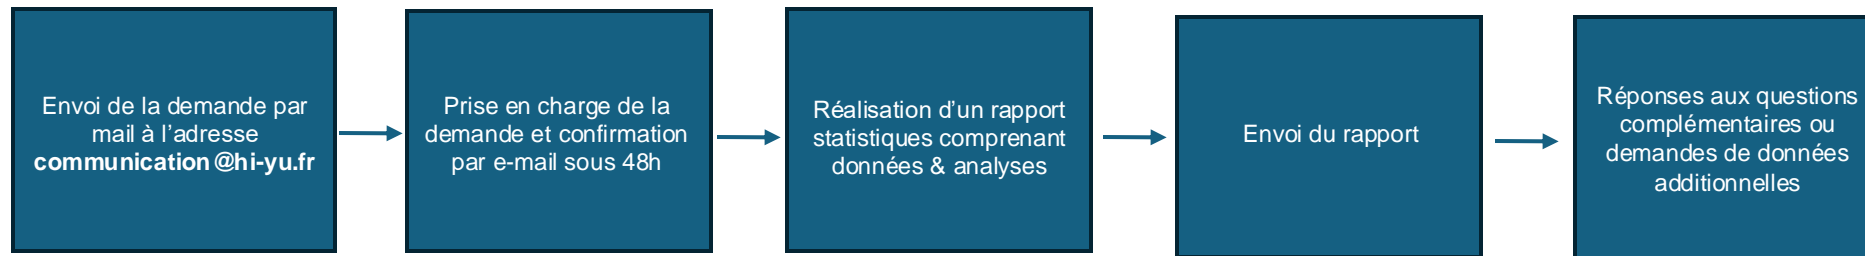 Envoi de la demande par
mail à l'adresse
communication@hi-yu.fr
Prise en charge de la
demande et confirmation
par e-mail sous 48h
Réalisation d'un rapport
statistiques comprenant
données & analyses
Envoi du rapport
Réponses aux questions
complémentaires ou
demandes de données
additionnelles